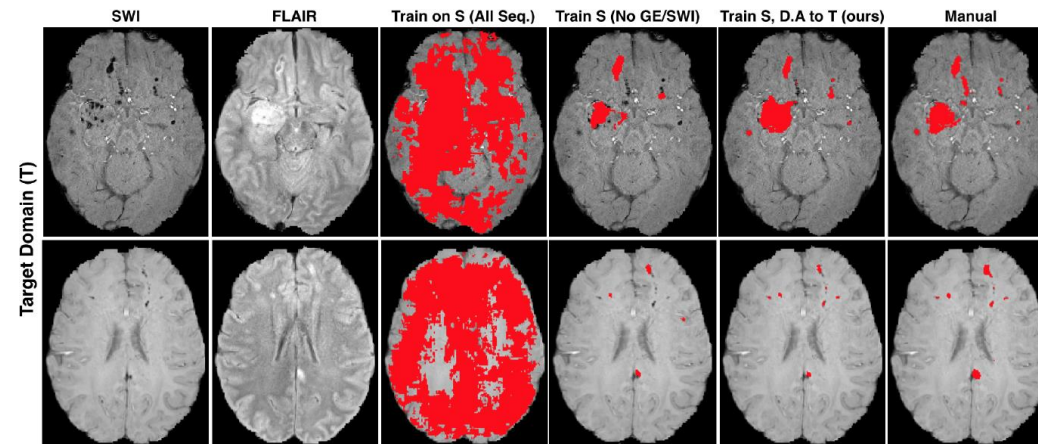 SWI
FLAIR
Train on S (All Seq.)
Train S (No GE/SWI)
Train S, D.A to T (ours)
Manual
Target Domain (T)